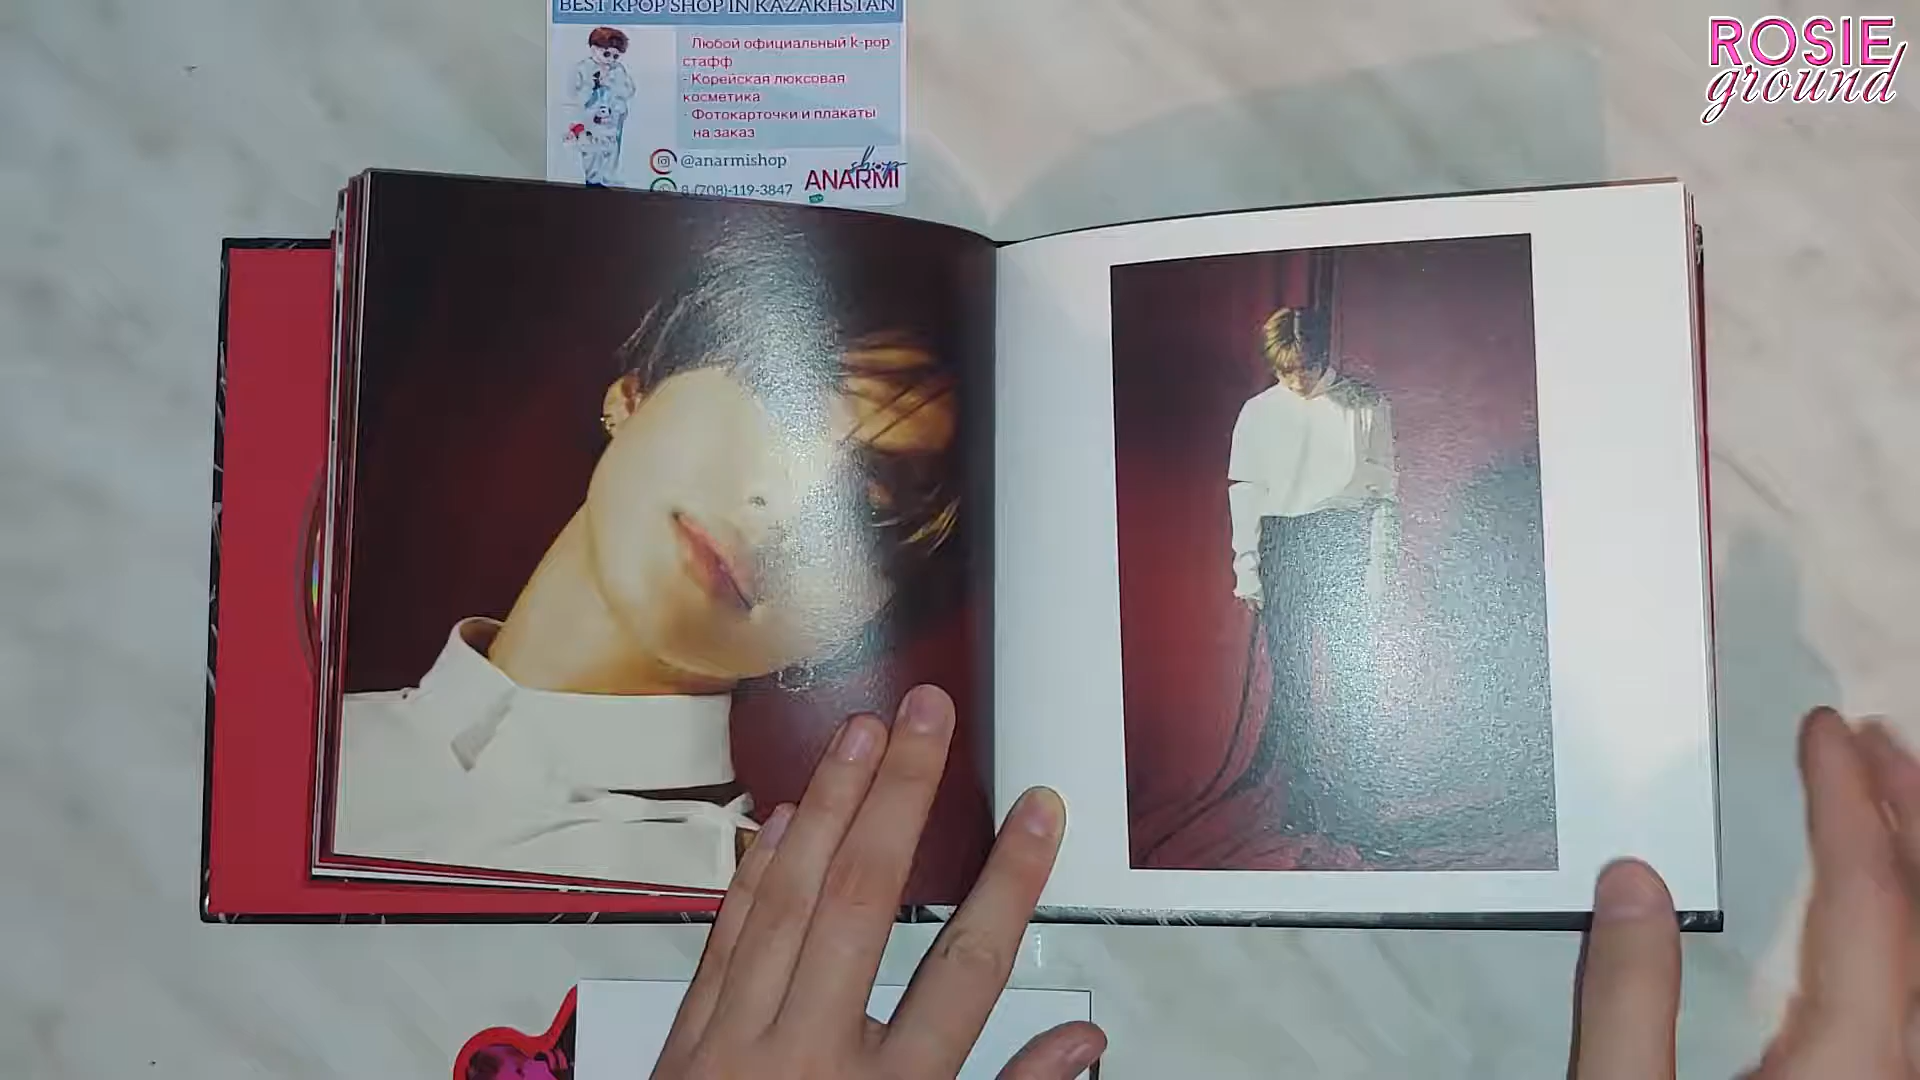 BEST KPOP SHOP IN KAZAKHSTAN
Любой официальный k-pop
стафф
- Корейская люксовая
косметика
- Фотокарточки и плакаты
на заказ
@anarmishop
8-(708)-119-3847
shop
ANARMI
ROSIE
ground